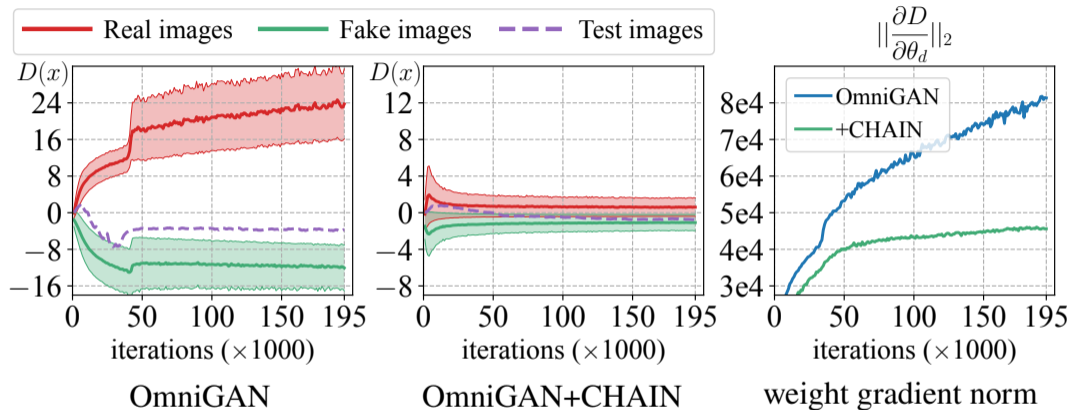 Real images
Fake images
Test images
||∂D/∂θ_d||₂
D(x)
24
16
8
0
−8
−16
0
50
100
150
195
iterations (×1000)
OmniGAN
D(x)
12
8
4
0
−4
−8
0
50
100
150
195
iterations (×1000)
OmniGAN+CHAIN
OmniGAN
+CHAIN
8e4
7e4
6e4
5e4
4e4
3e4
0
50
100
150
195
iterations (×1000)
weight gradient norm